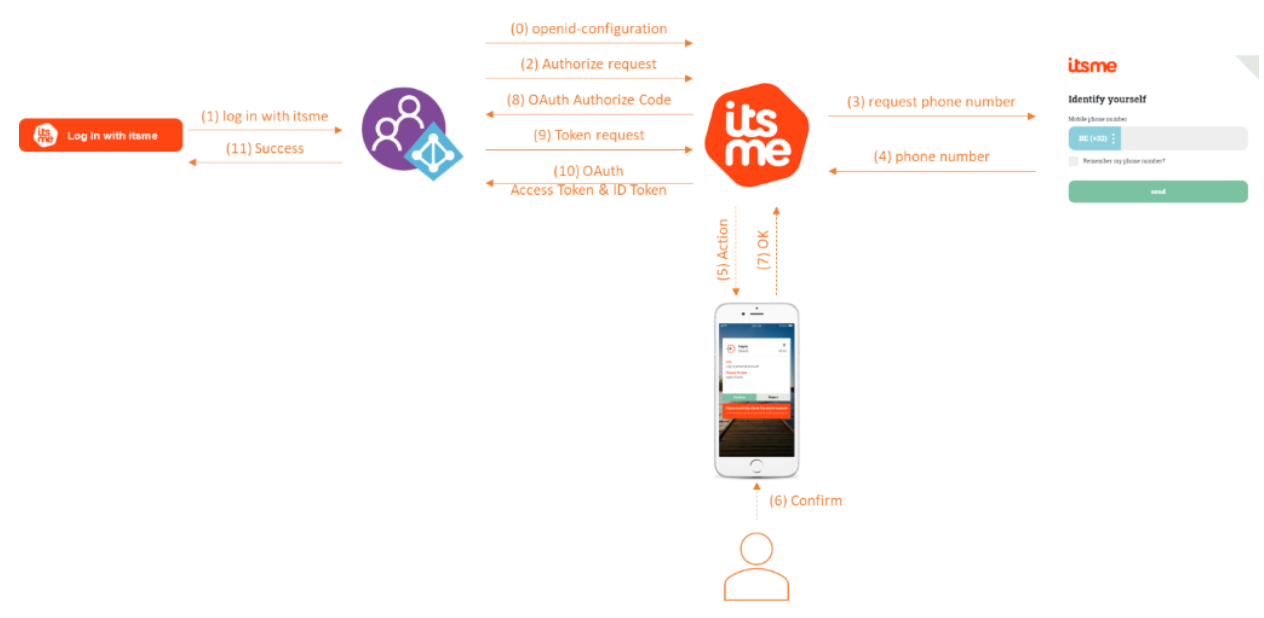 (0) openid-configuration
(2) Authorize request
(8) OAuth Authorize Code
(9) Token request
(10) OAuth
Access Token & ID Token
its
me
Log in with itsme
(1) log in with itsme
(11) Success
its
me
(3) request phone number
(4) phone number
itsme
Identify yourself
Mobile phone number
BE (+32)
Remember my phone number?
send
(5) Action
(7) OK
(6) Confirm